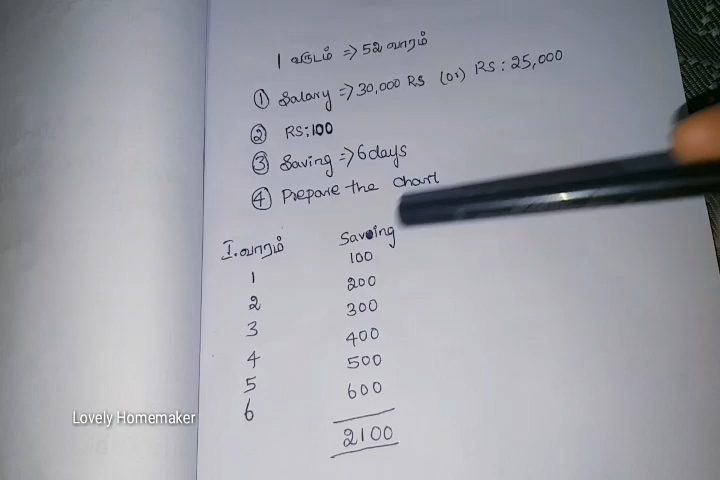 1 வருடம் => 52 வாரம்
① Salary => 30,000 RS (or) RS: 25,000
② RS: 100
③ Saving => 6 days
④ Prepare the chart
I. வாரம் Saving
1 100
2 200
3 300
4 400
5 500
6 600
2100
Lovely Homemaker